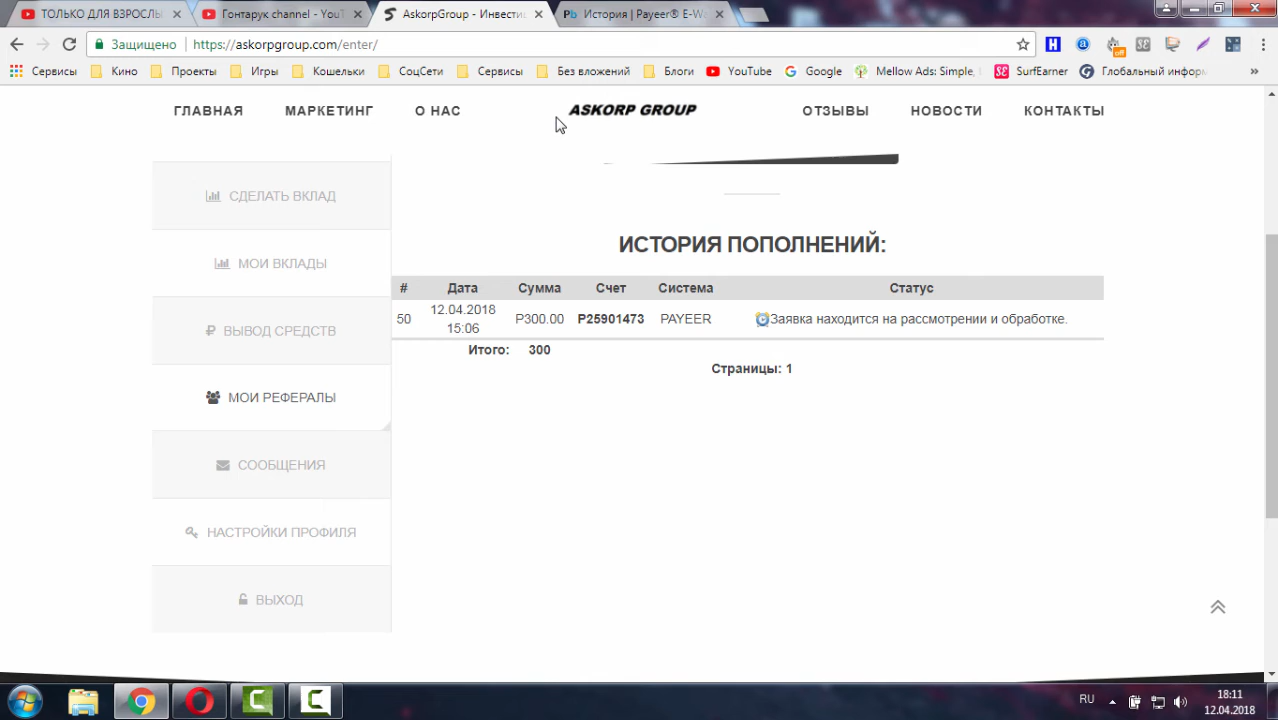 ТОЛЬКО ДЛЯ ВЗРОСЛЫ
Гонтарук channel - YouT
AskorpGroup - Инвести
История | Payeer® E-Wa
Защищено
https://askorpgroup.com/enter/
Сервисы
Кино
Проекты
Игры
Кошельки
СоцСети
Сервисы
Без вложений
Блоги
YouTube
Google
Mellow Ads: Simple,
SurfEarner
Глобальный информ
ГЛАВНАЯ
МАРКЕТИНГ
О НАС
ASKORP GROUP
ОТЗЫВЫ
НОВОСТИ
КОНТАКТЫ
СДЕЛАТЬ ВКЛАД
МОИ ВКЛАДЫ
ВЫВОД СРЕДСТВ
МОИ РЕФЕРАЛЫ
СООБЩЕНИЯ
НАСТРОЙКИ ПРОФИЛЯ
ВЫХОД
ИСТОРИЯ ПОПОЛНЕНИЙ:
# Дата Сумма Счет Система Статус
50 12.04.2018 15:06 Р300.00 P25901473 PAYEER Заявка находится на рассмотрении и обработке.
Итого: 300
Страницы: 1
RU
18:11
12.04.2018